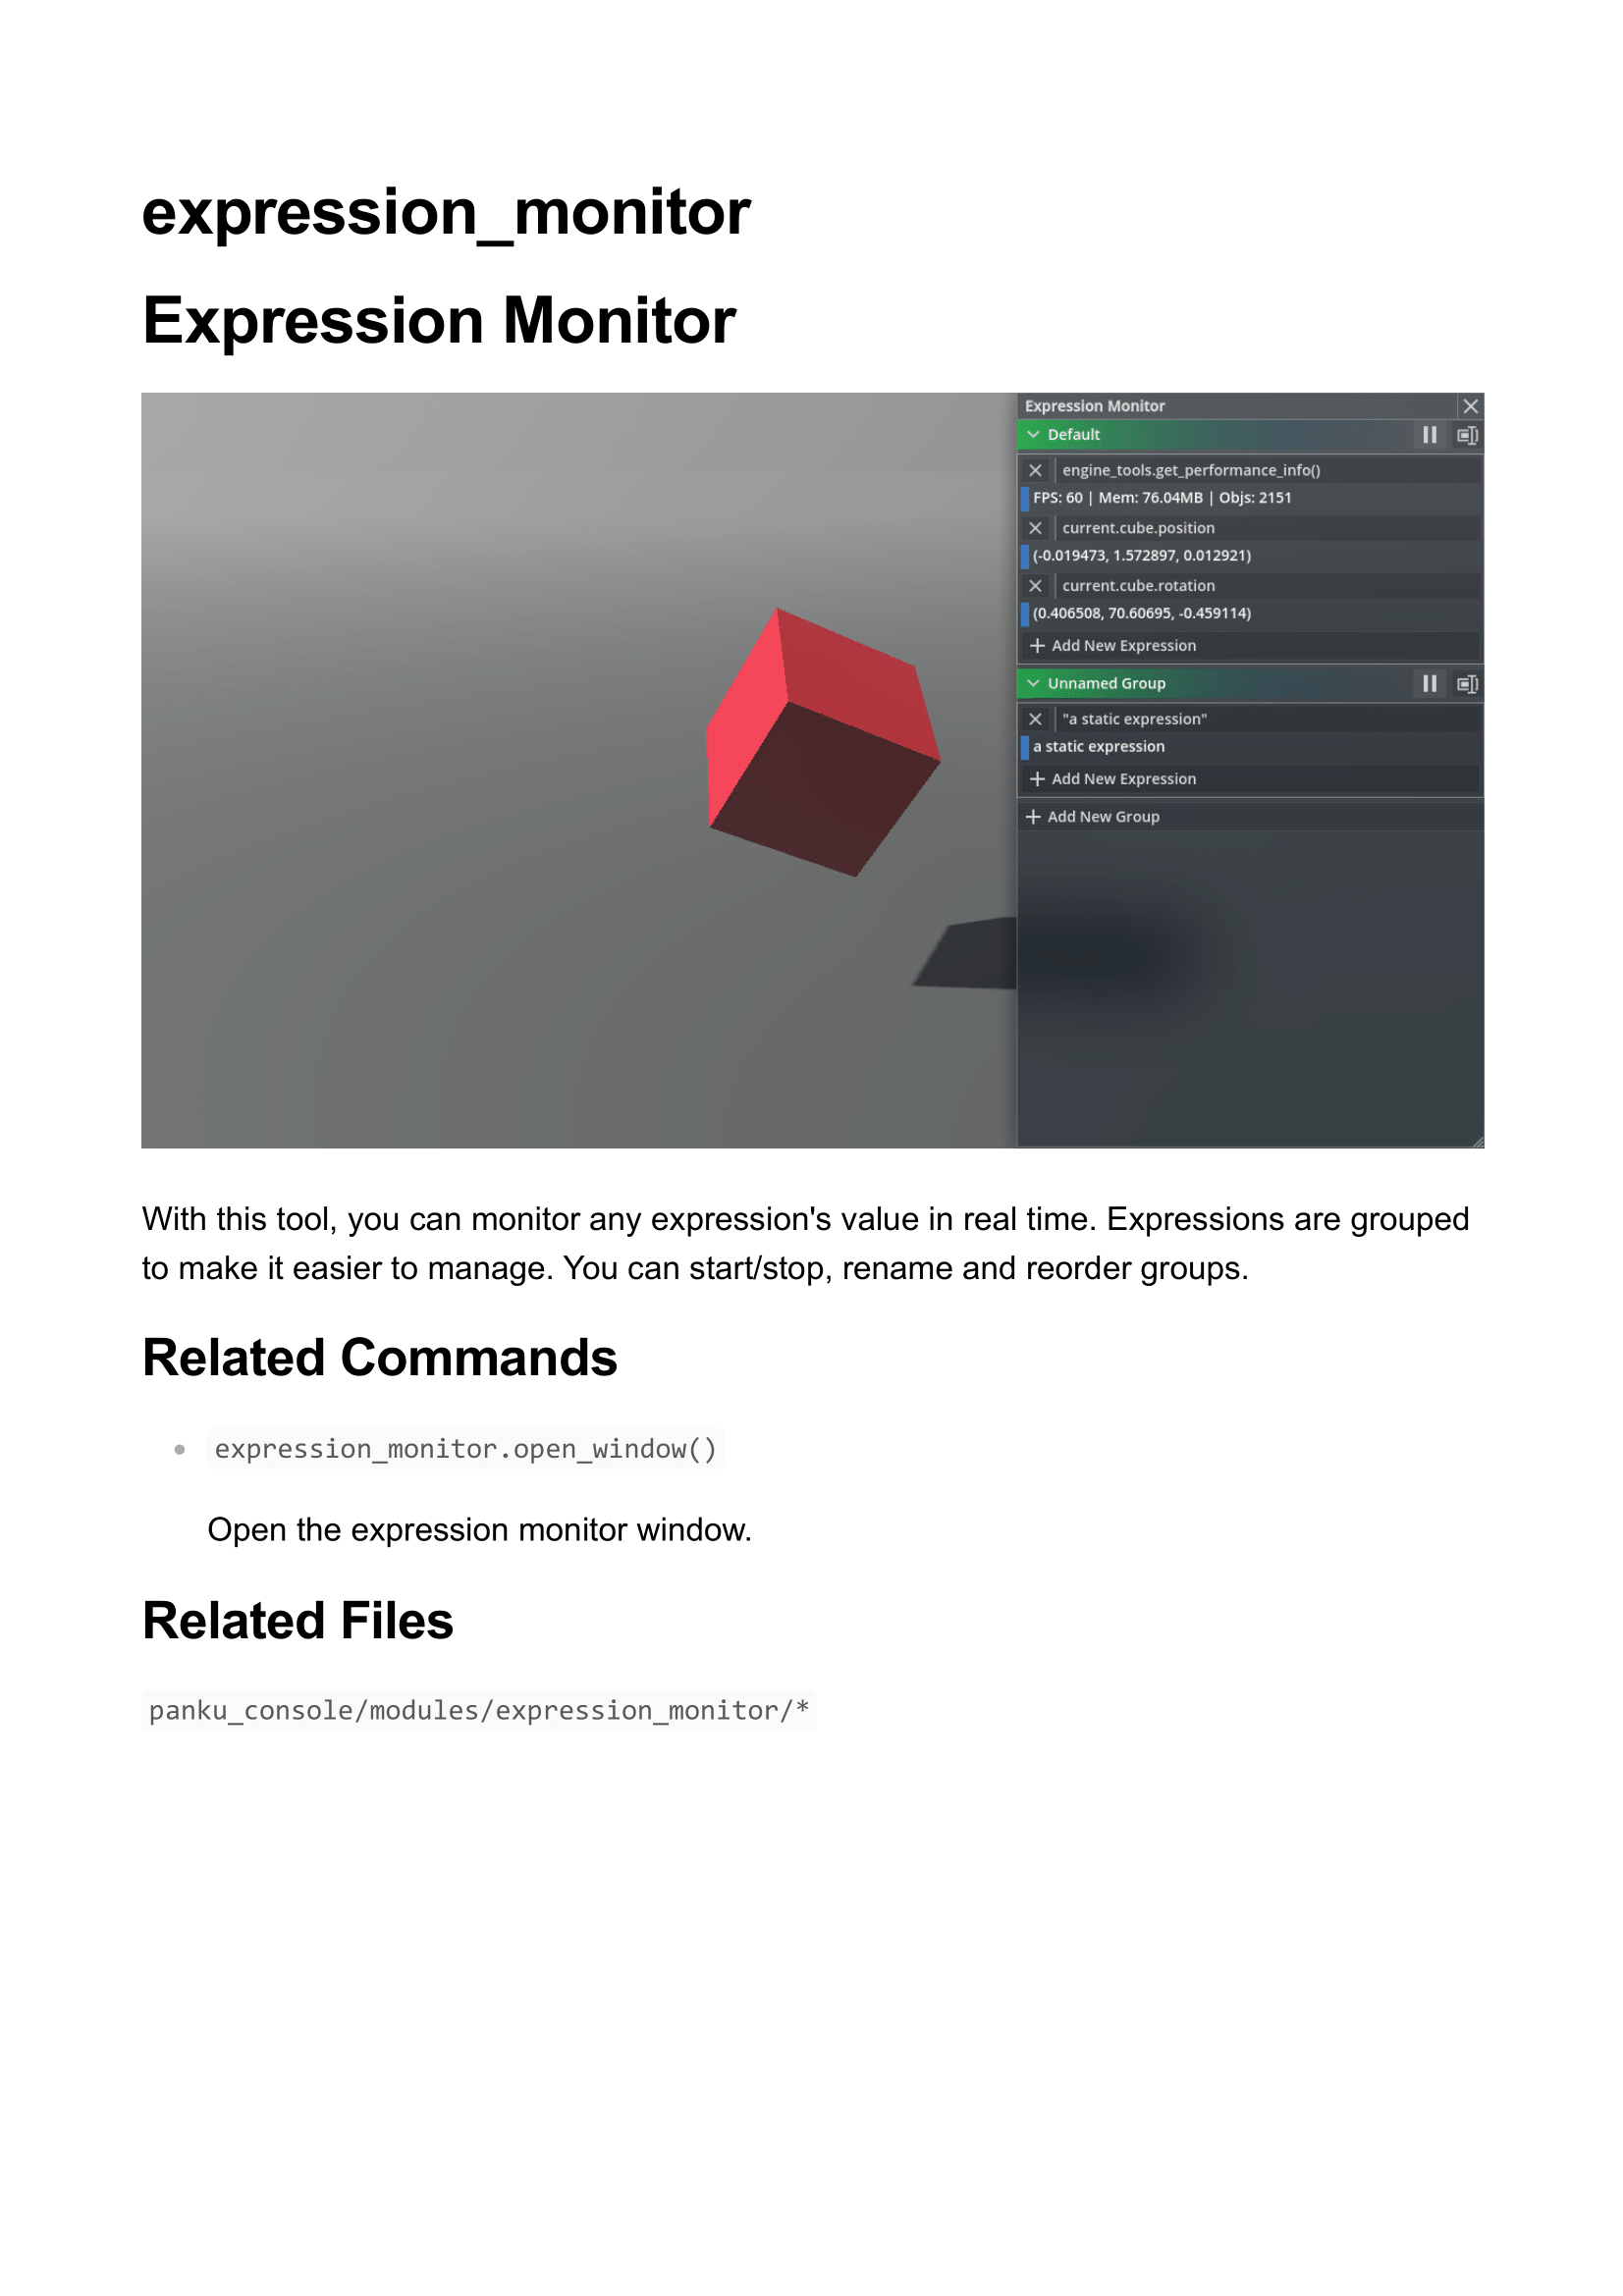 expression_monitor
Expression Monitor
Expression Monitor
Default
engine_tools.get_performance_info()
FPS: 60 | Mem: 76.04MB | Objs: 2151
current.cube.position
(-0.019473, 1.572897, 0.012921)
current.cube.rotation
(0.406508, 70.60695, -0.459114)
Add New Expression
Unnamed Group
"a static expression"
a static expression
Add New Expression
Add New Group
With this tool, you can monitor any expression's value in real time. Expressions are grouped
to make it easier to manage. You can start/stop, rename and reorder groups.
Related Commands
expression_monitor.open_window()
Open the expression monitor window.
Related Files
panku_console/modules/expression_monitor/*